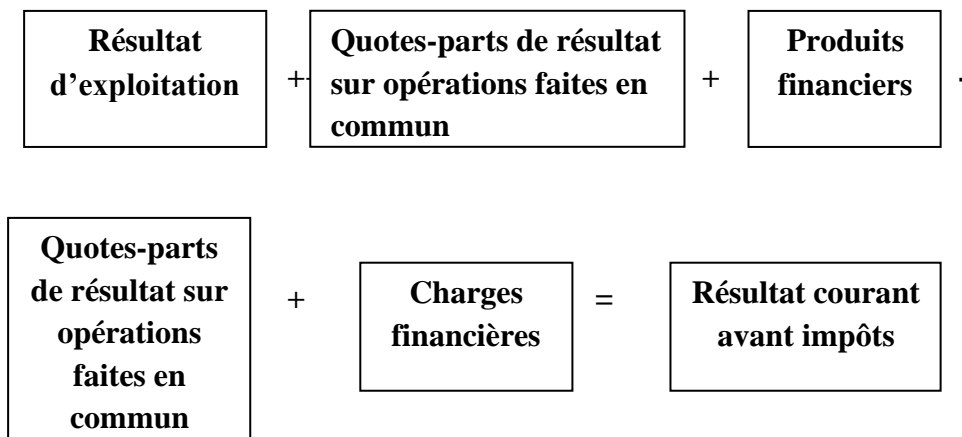 Résultat
d’exploitation
+
Quotes-parts de résultat
sur opérations faites en
commun
+
Produits
financiers
-
Quotes-parts
de résultat sur
opérations
faites en
commun
+
Charges
financières
=
Résultat courant
avant impôts